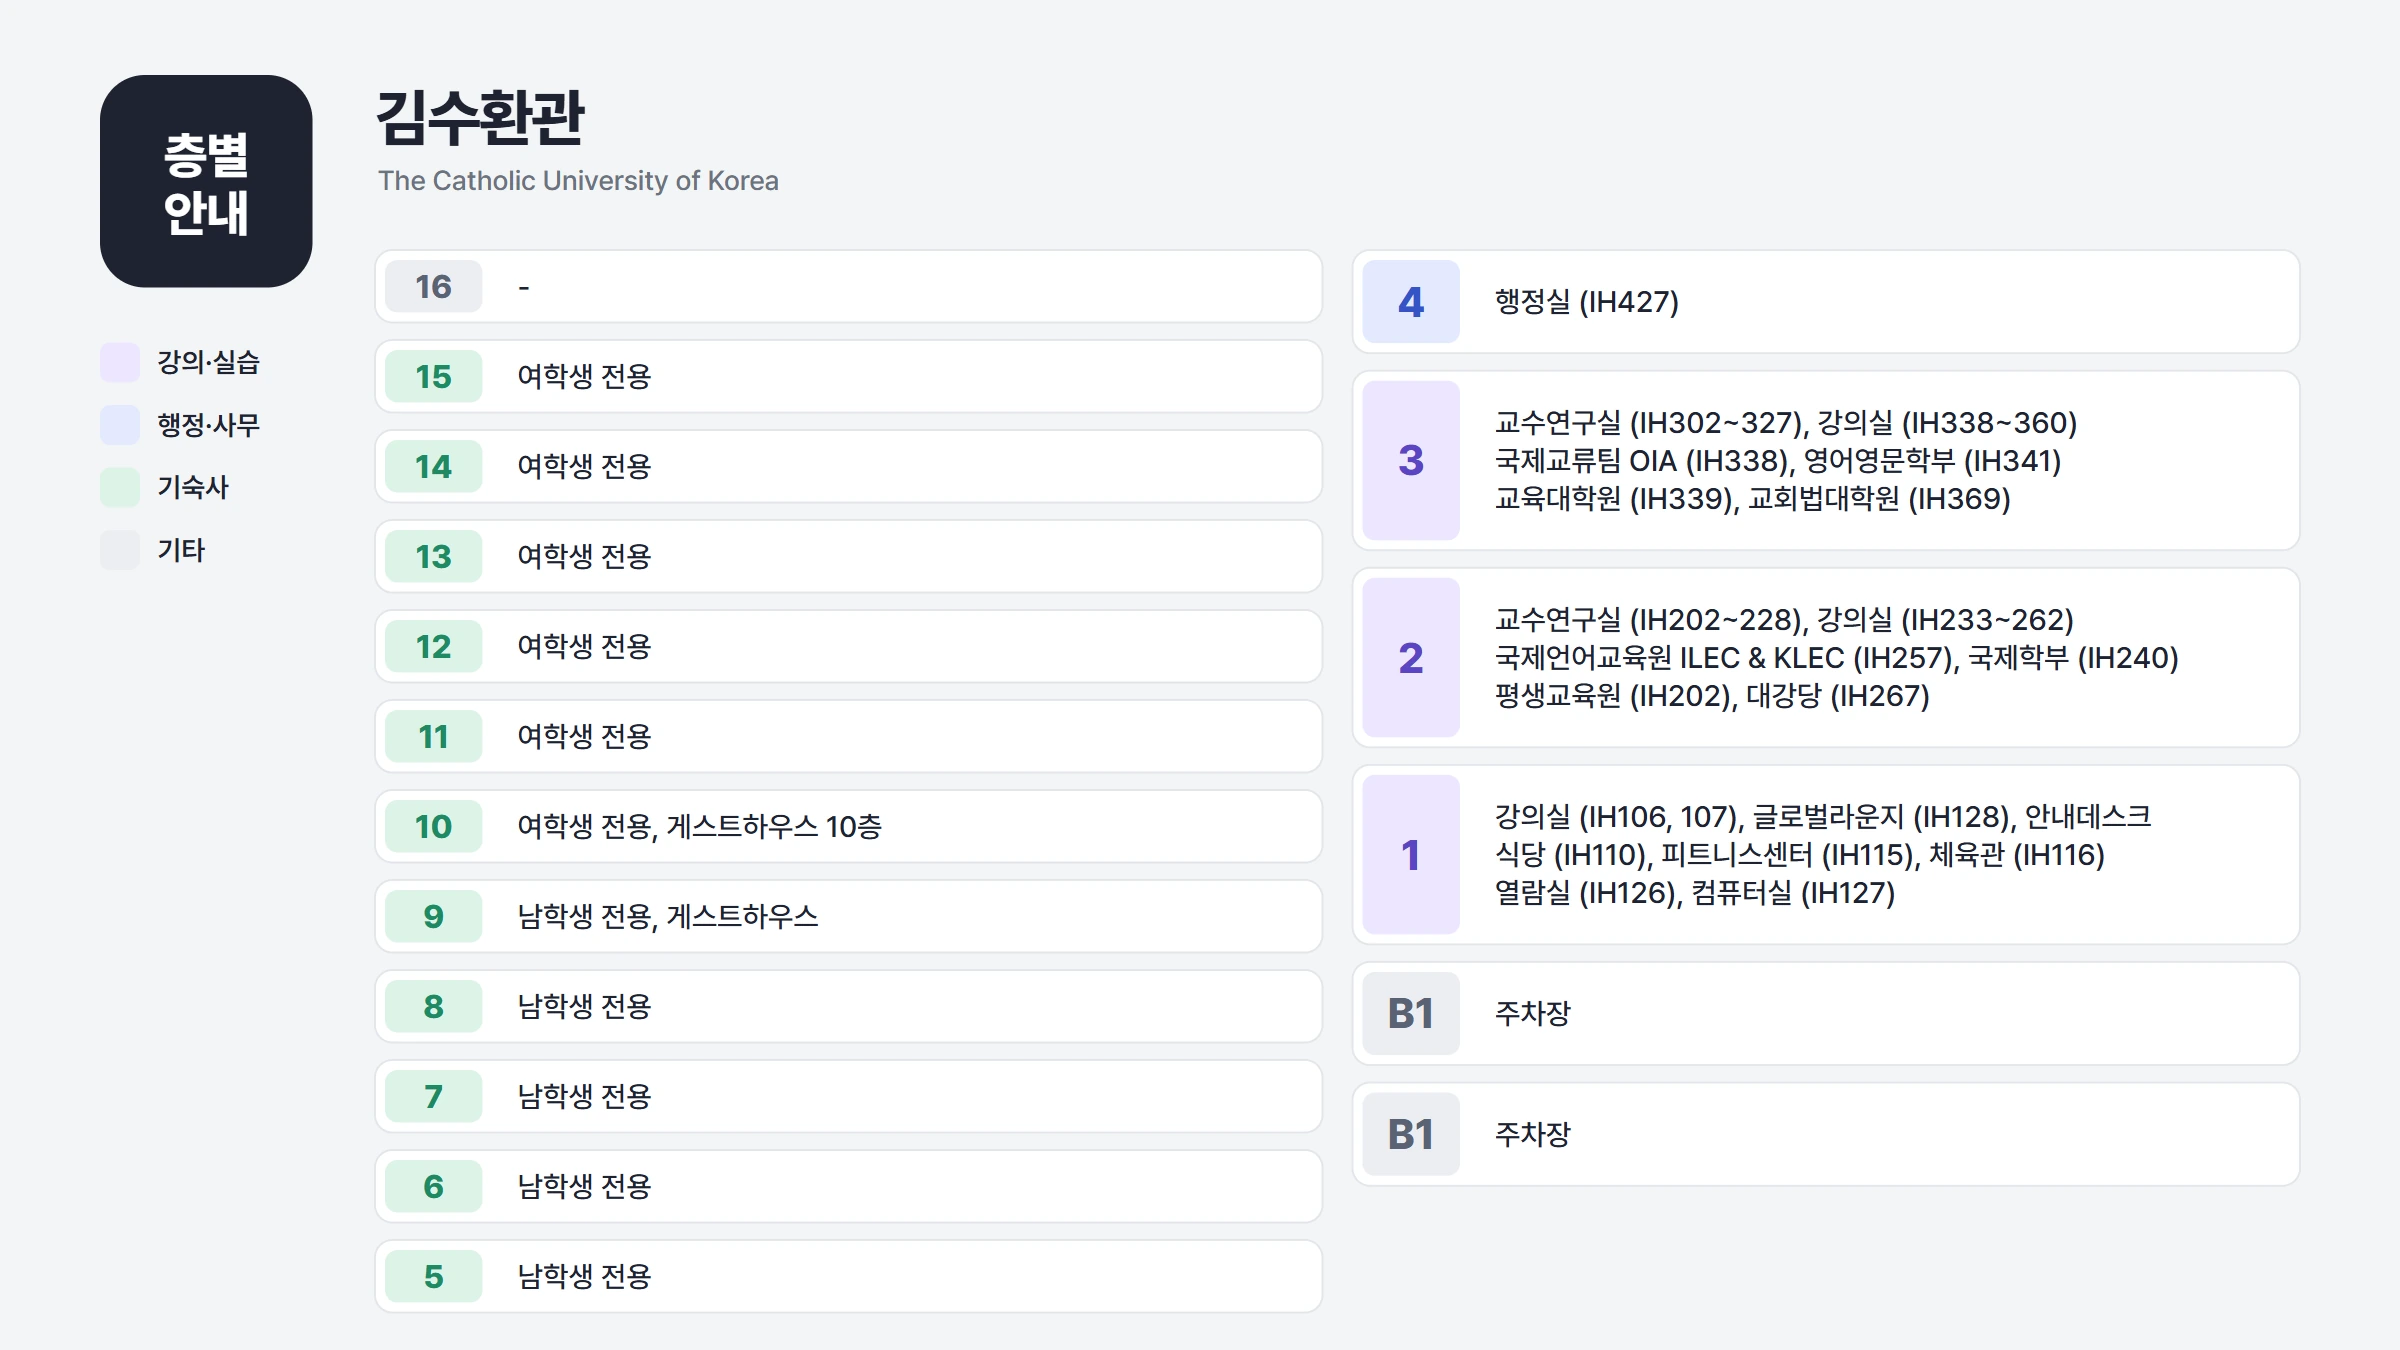 층별
안내
김수환관
The Catholic University of Korea
강의·실습
행정·사무
기숙사
기타
16 -
15 여학생 전용
14 여학생 전용
13 여학생 전용
12 여학생 전용
11 여학생 전용
10 여학생 전용, 게스트하우스 10층
9 남학생 전용, 게스트하우스
8 남학생 전용
7 남학생 전용
6 남학생 전용
5 남학생 전용
4 행정실 (IH427)
3
교수연구실 (IH302~327), 강의실 (IH338~360)
국제교류팀 OIA (IH338), 영어영문학부 (IH341)
교육대학원 (IH339), 교회법대학원 (IH369)
2
교수연구실 (IH202~228), 강의실 (IH233~262)
국제언어교육원 ILEC & KLEC (IH257), 국제학부 (IH240)
평생교육원 (IH202), 대강당 (IH267)
1
강의실 (IH106, 107), 글로벌라운지 (IH128), 안내데스크
식당 (IH110), 피트니스센터 (IH115), 체육관 (IH116)
열람실 (IH126), 컴퓨터실 (IH127)
B1 주차장
B1 주차장